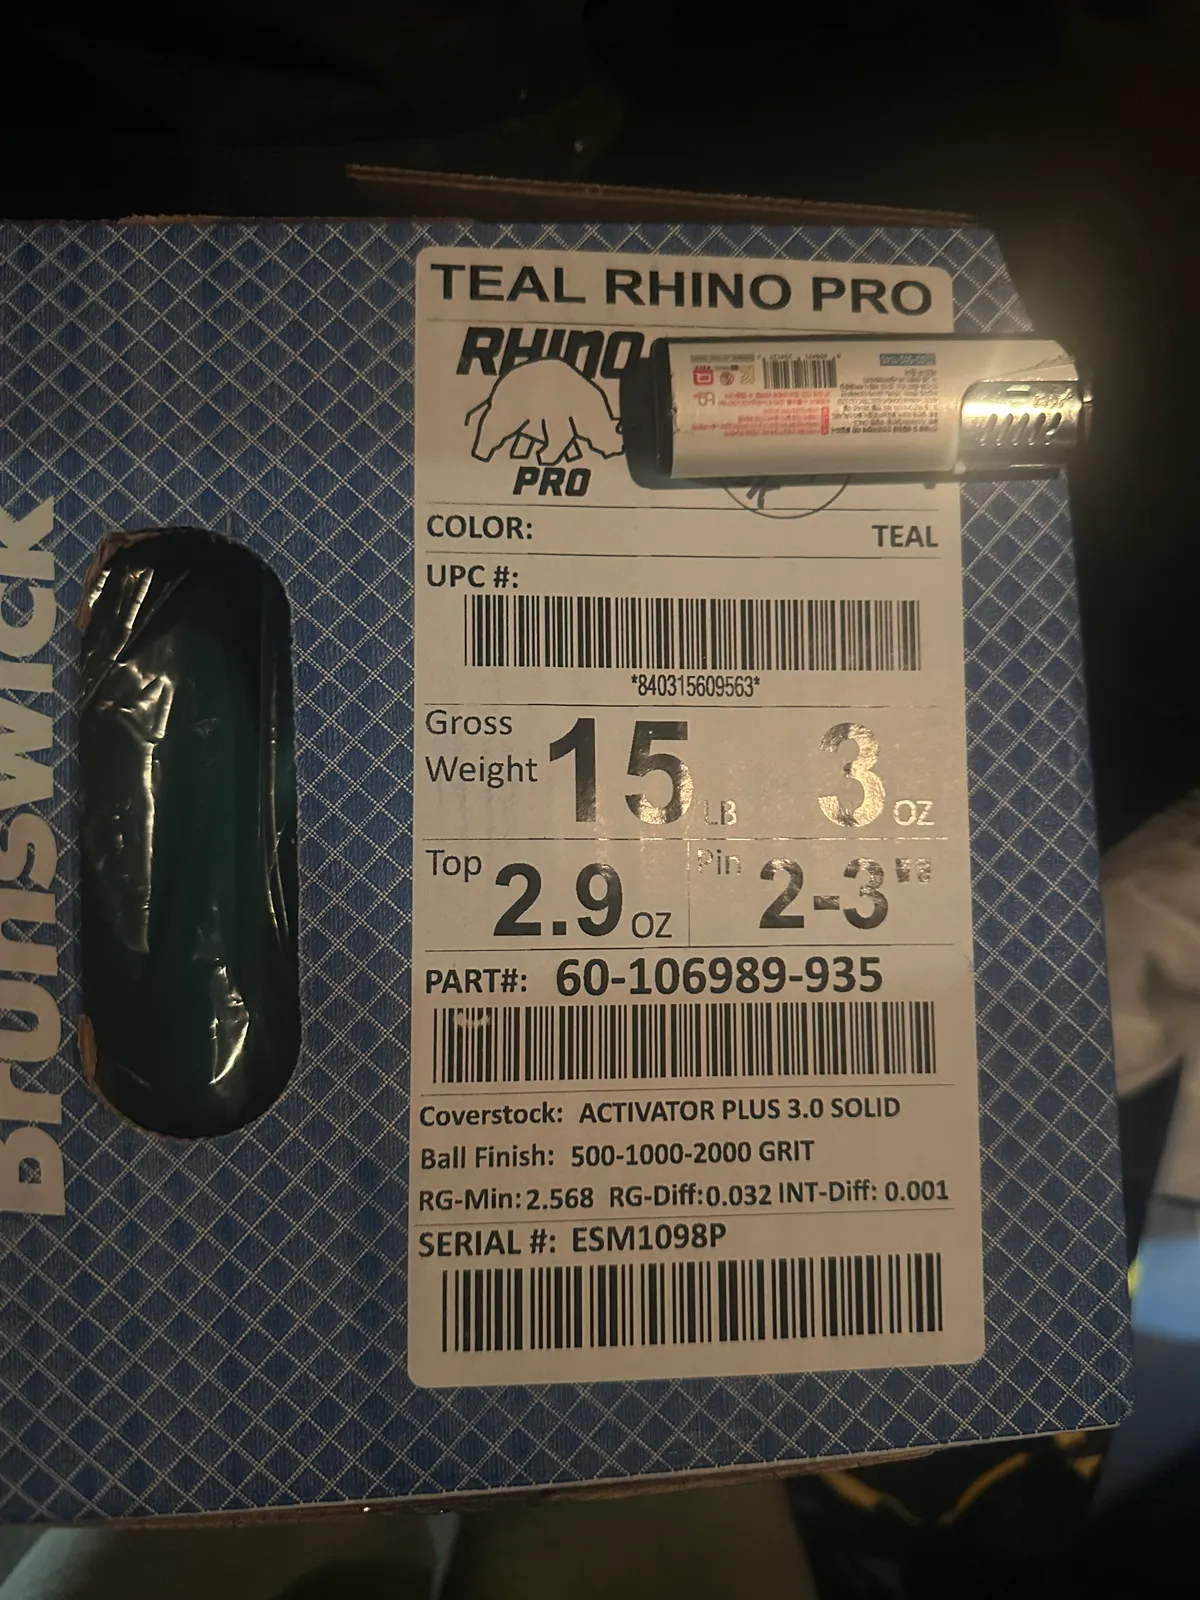 TEAL RHINO PRO
RHINO
PRO
COLOR: TEAL
UPC #:
*840315609563*
Gross Weight 15 LB 3 OZ
Top 2.9 OZ Pin 2-3"
PART#: 60-106989-935
Coverstock: ACTIVATOR PLUS 3.0 SOLID
Ball Finish: 500-1000-2000 GRIT
RG-Min: 2.568 RG-Diff: 0.032 INT-Diff: 0.001
SERIAL #: ESM1098P
Brunswick